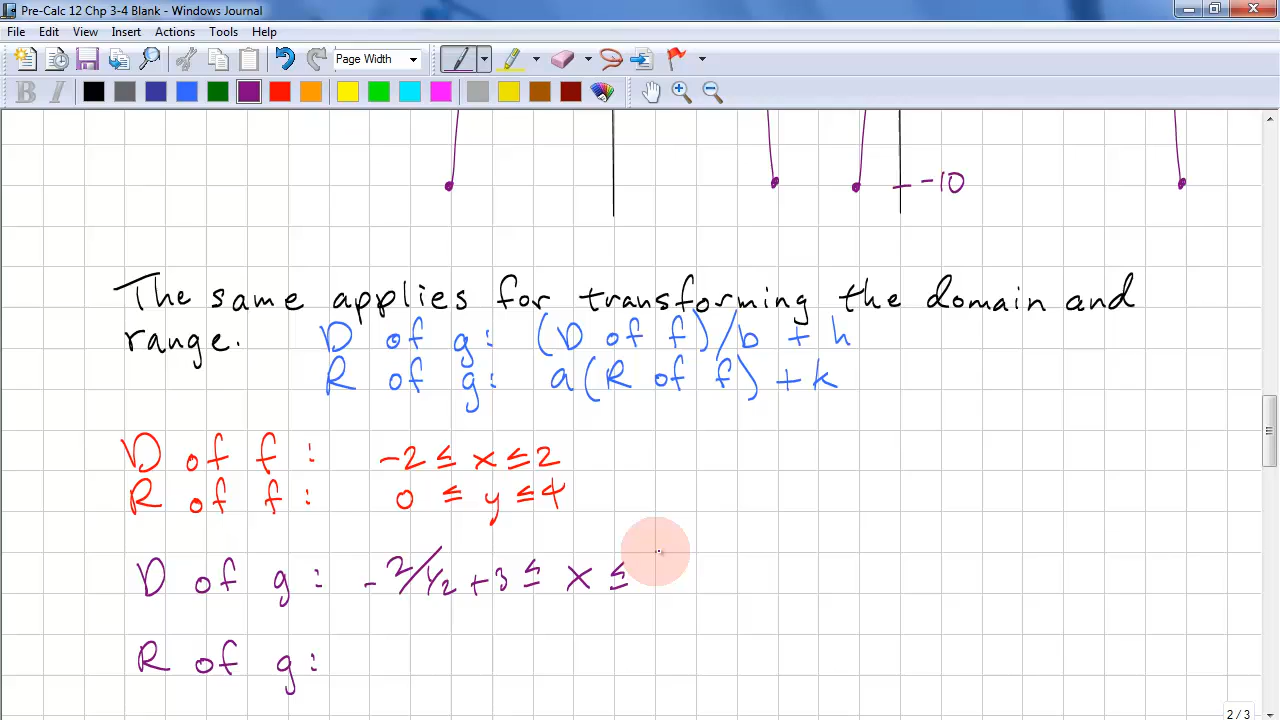 Pre-Calc 12 Chp 3-4 Blank - Windows Journal
File Edit View Insert Actions Tools Help
Page Width
B I
-10
The same applies for transforming the domain and
range. D of g: (D of f)/b + h
R of g: a(R of f) + k
D of f: -2 ≤ x ≤ 2
R of f: 0 ≤ y ≤ 4
D of g: -2/1/2 + 3 ≤ x ≤
R of g:
2 / 3